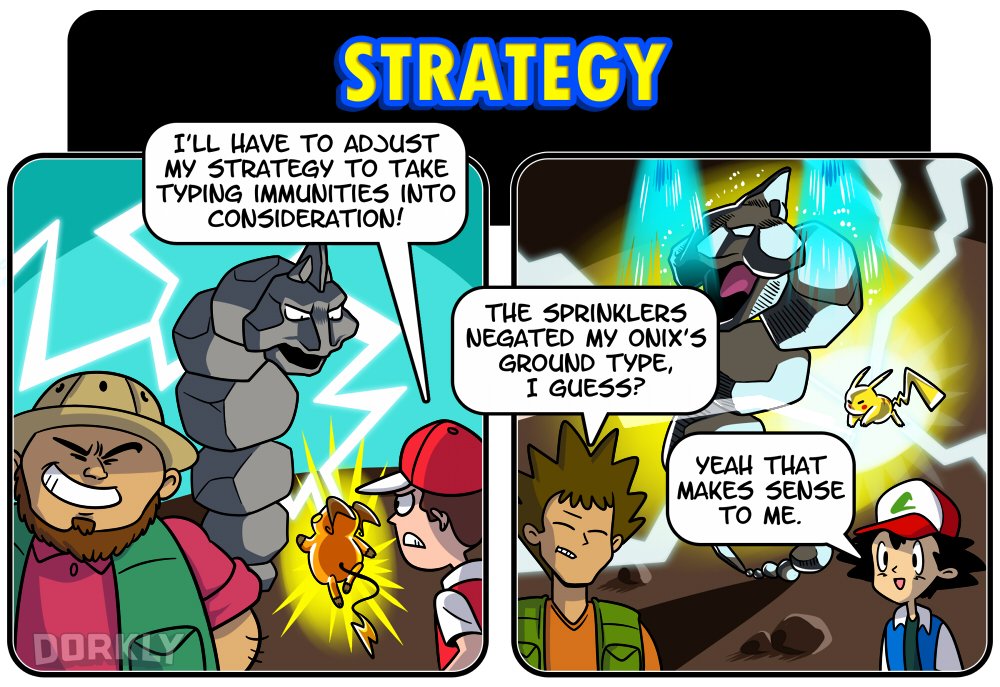 STRATEGY
I'LL HAVE TO ADJUST
MY STRATEGY TO TAKE
TYPING IMMUNITIES INTO
CONSIDERATION!
THE SPRINKLERS
NEGATED MY ONIX'S
GROUND TYPE,
I GUESS?
YEAH THAT
MAKES SENSE
TO ME.
DORKLY